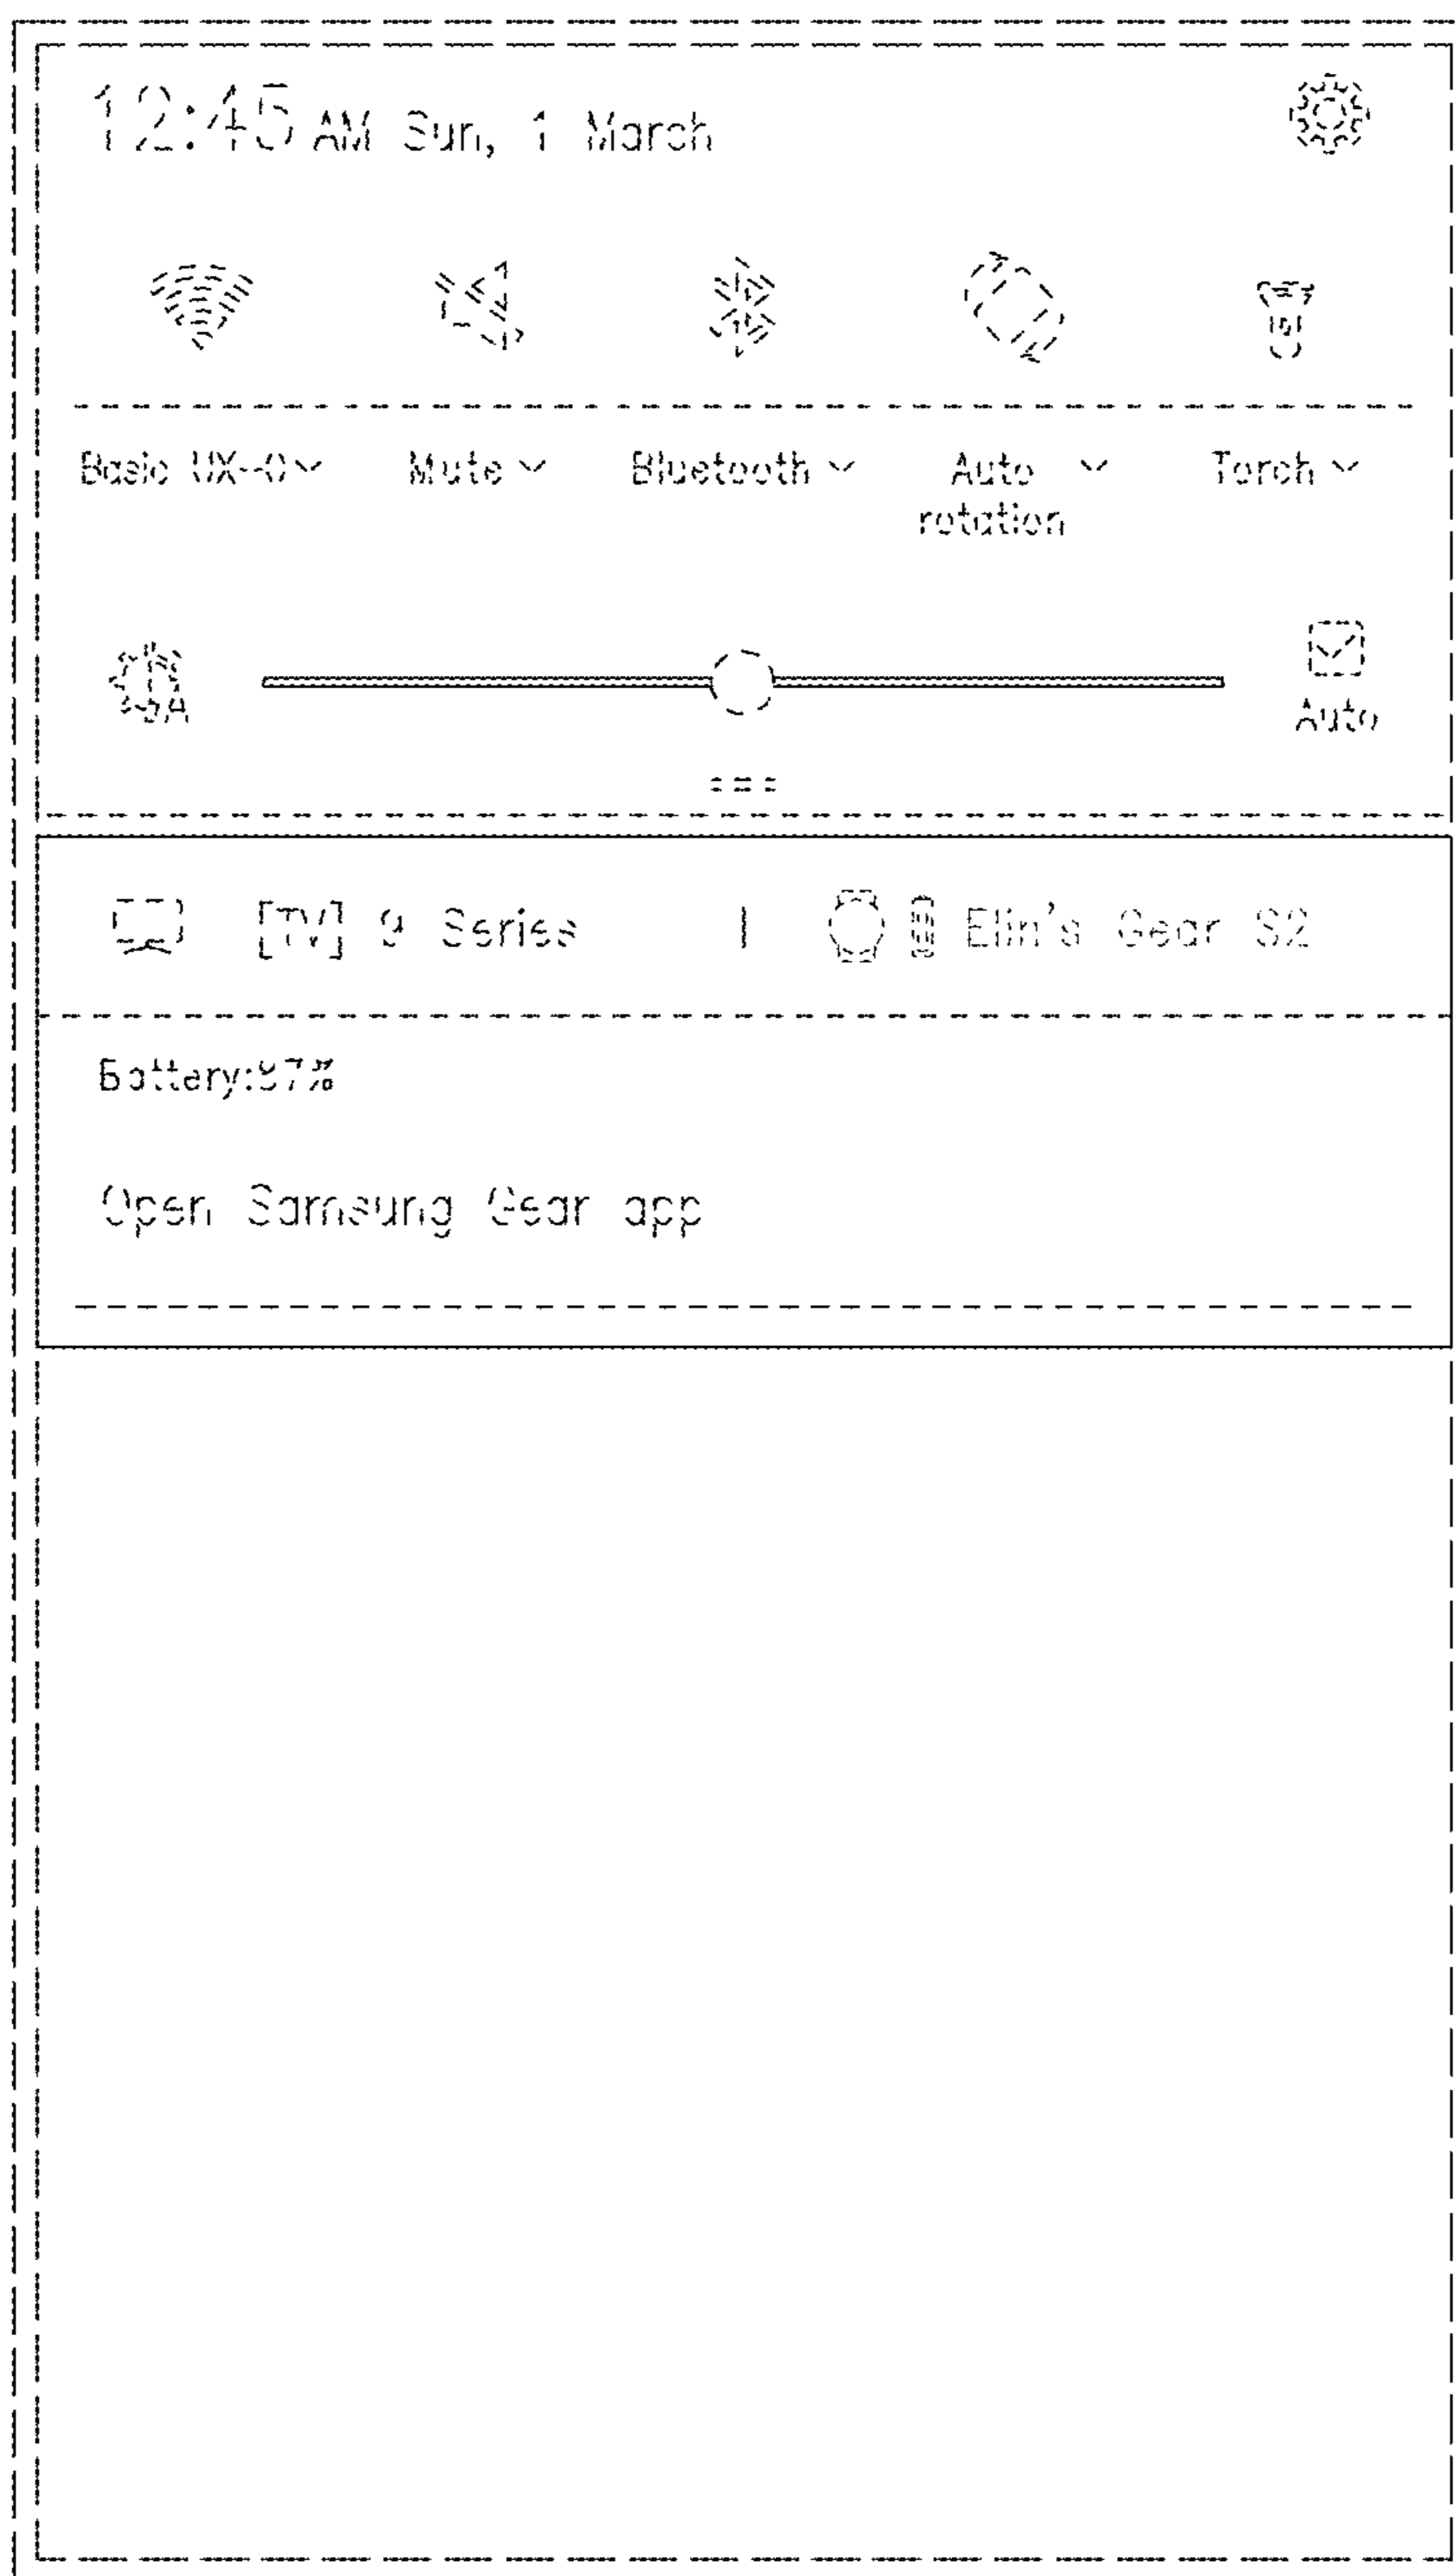 12:45 AM Sun, 1 March
Basic UX-0 Mute Bluetooth Auto rotation Torch
A
Auto
[TV] 9 Series | Elin's Gear S2
Battery:97%
Open Samsung Gear app